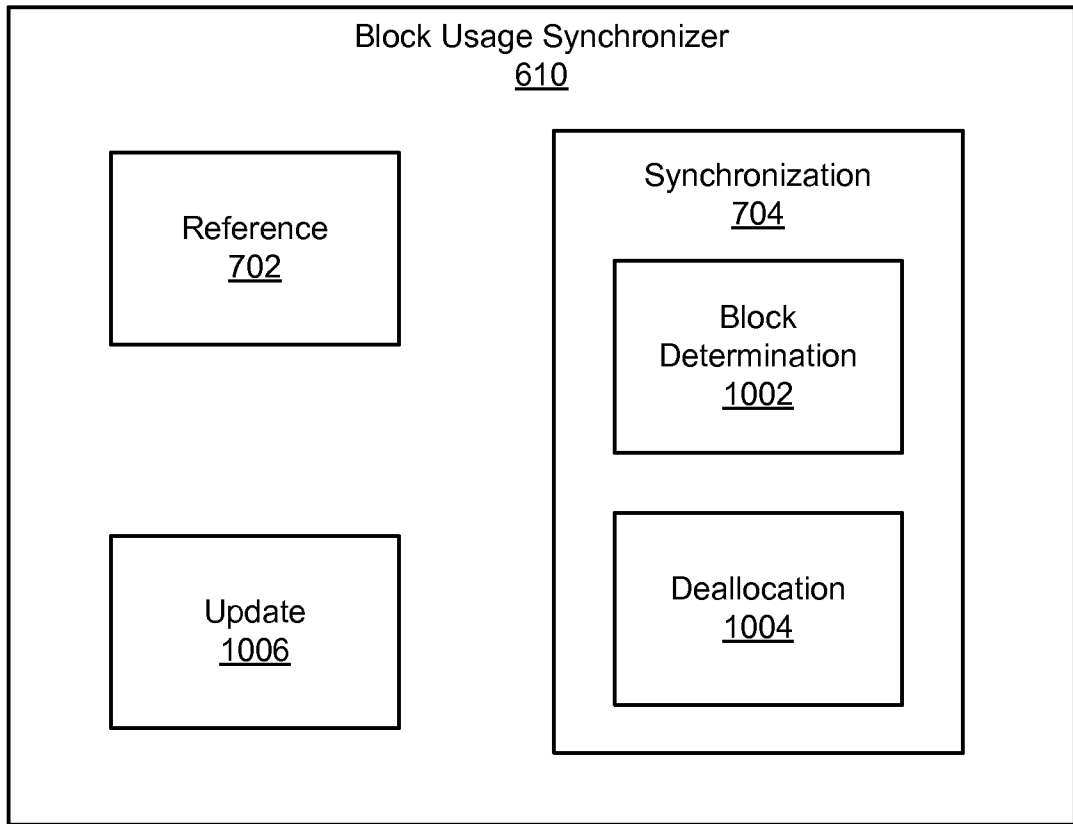 Block Usage Synchronizer
610
Reference
702
Synchronization
704
Block
Determination
1002
Update
1006
Deallocation
1004